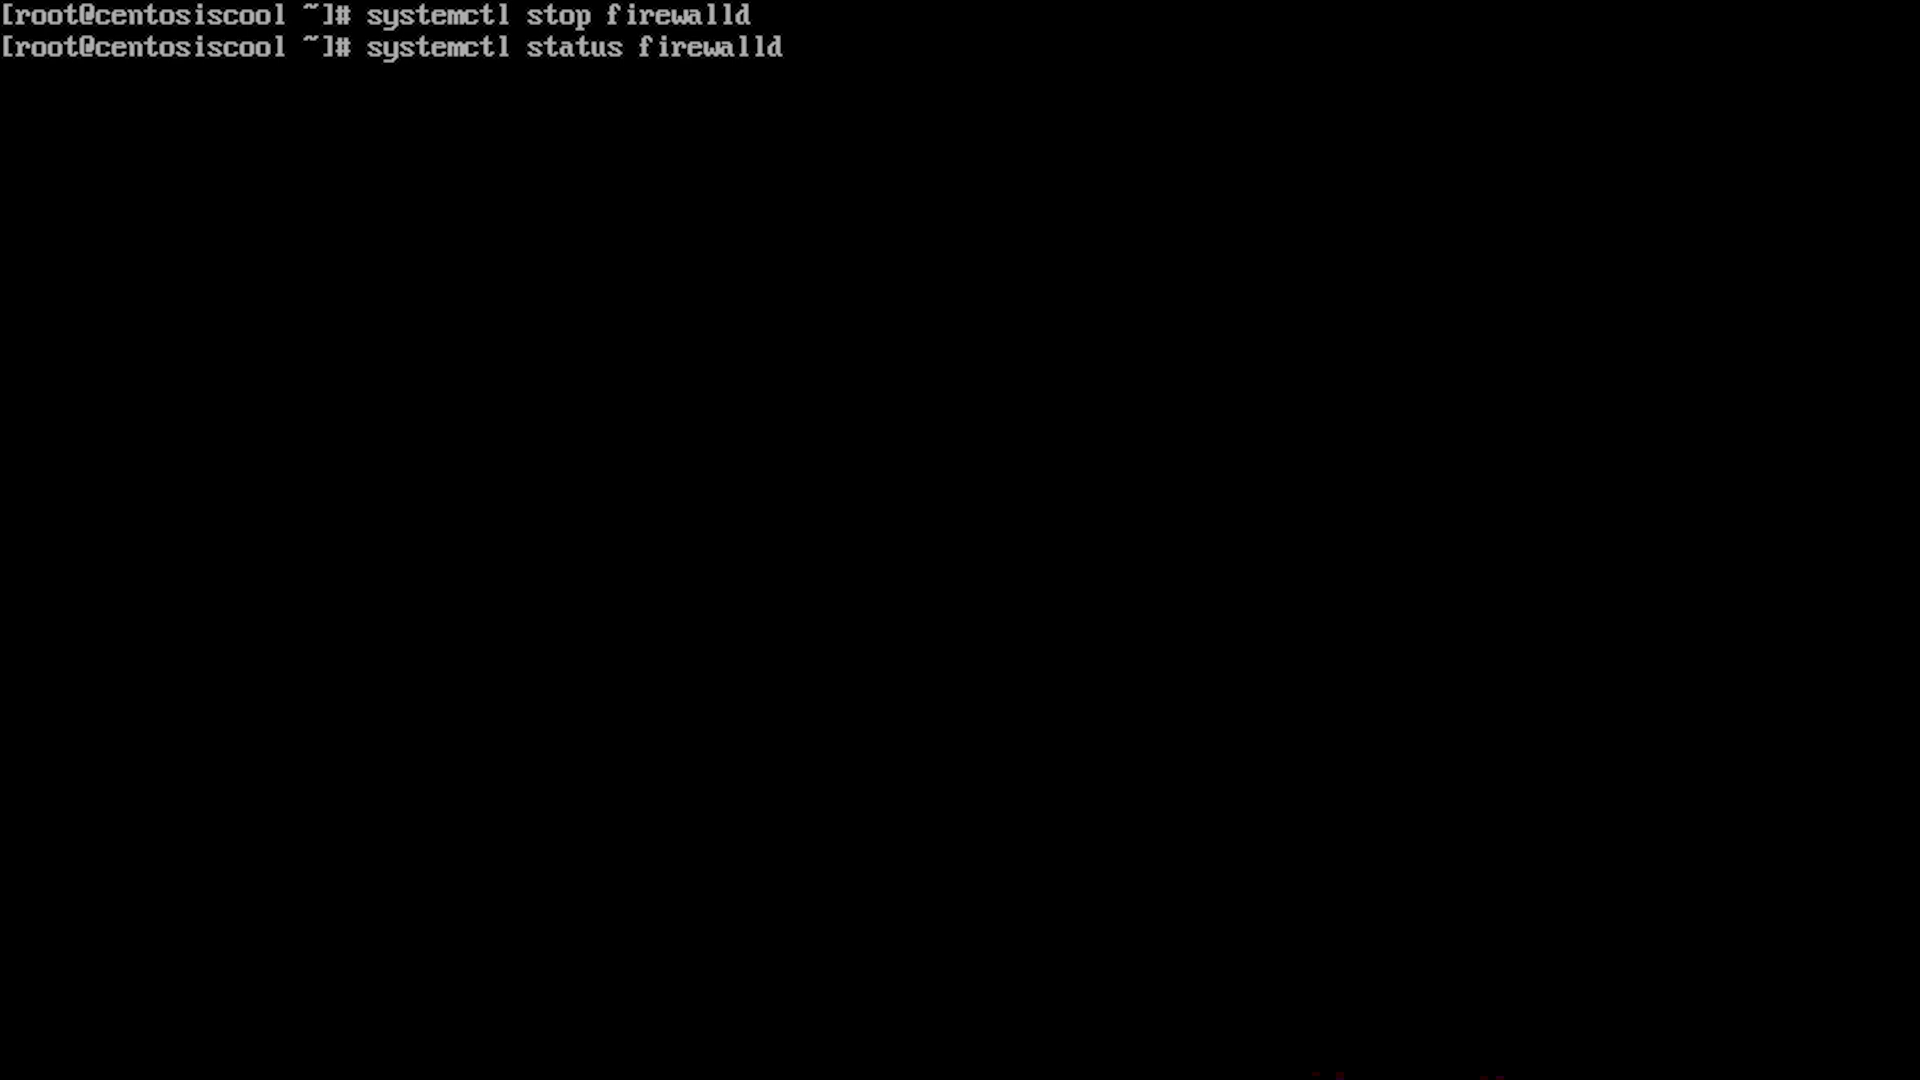 [root@centosiscool ~]# systemctl stop firewalld
[root@centosiscool ~]# systemctl status firewalld